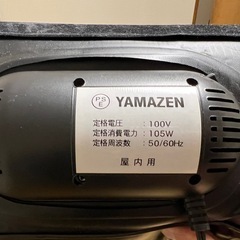 PSE YAMAZEN
定格電圧 : 100V
定格消費電力 : 105W
定格周波数 : 50/60Hz
屋内用